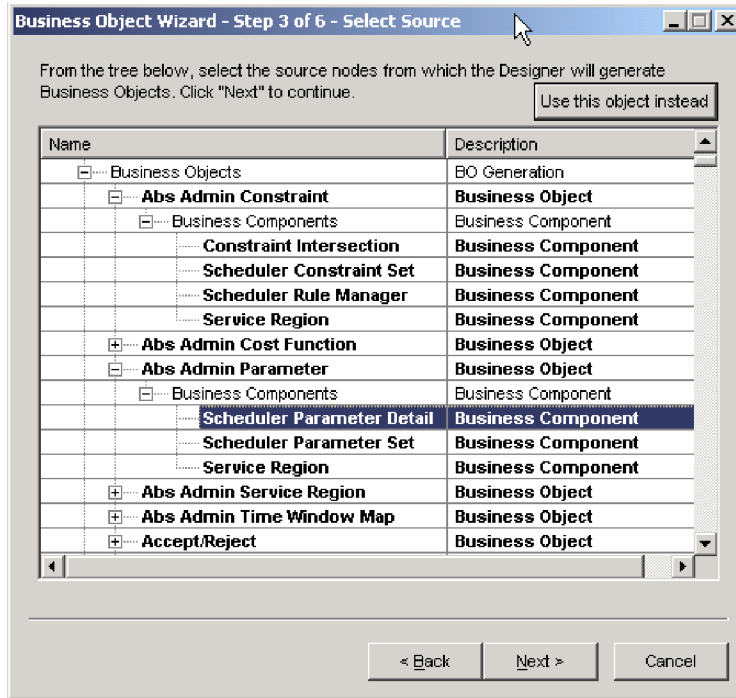 Business Object Wizard - Step 3 of 6 - Select Source
From the tree below, select the source nodes from which the Designer will generate
Business Objects. Click "Next" to continue.
Use this object instead
Name Description
Business Objects BO Generation
Abs Admin Constraint Business Object
Business Components Business Component
Constraint Intersection Business Component
Scheduler Constraint Set Business Component
Scheduler Rule Manager Business Component
Service Region Business Component
Abs Admin Cost Function Business Object
Abs Admin Parameter Business Object
Business Components Business Component
Scheduler Parameter Detail Business Component
Scheduler Parameter Set Business Component
Service Region Business Component
Abs Admin Service Region Business Object
Abs Admin Time Window Map Business Object
Accept/Reject Business Object
< Back Next > Cancel